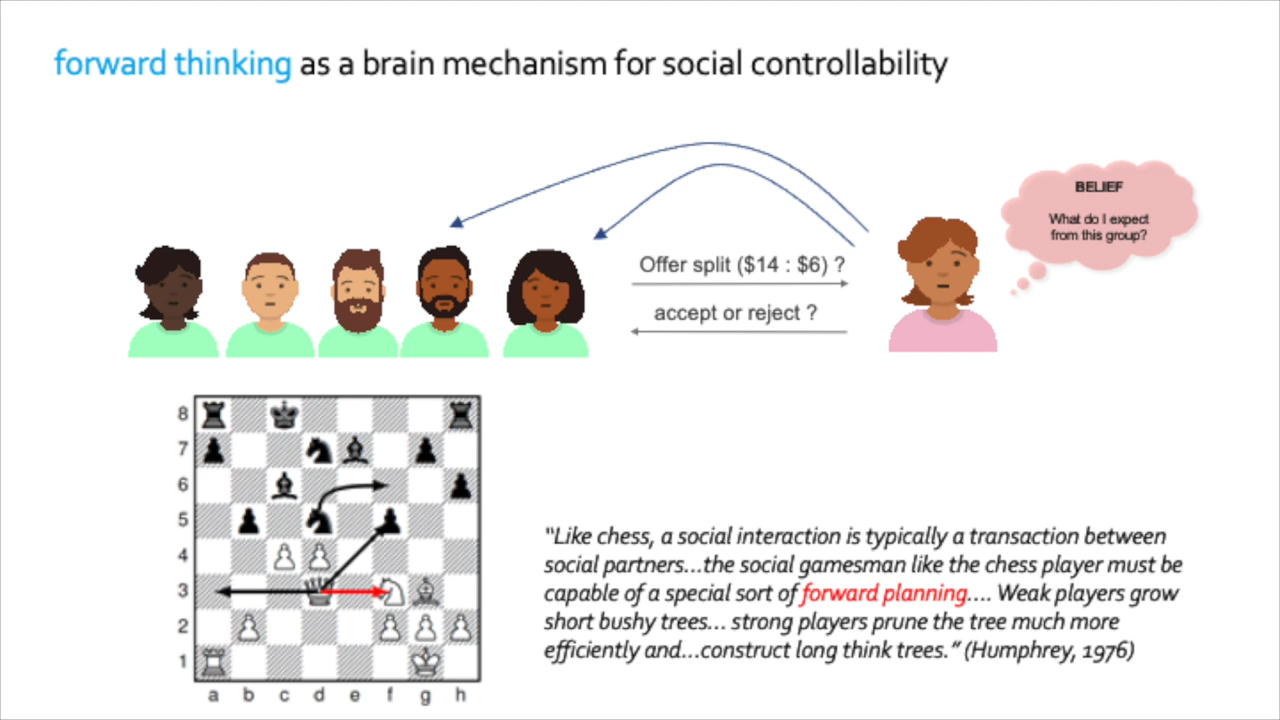 forward thinking as a brain mechanism for social controllability
BELIEF
What do I expect
from this group?
Offer split ($14 : $6) ?
accept or reject ?
8
7
6
5
4
3
2
1
a b c d e f g h
“Like chess, a social interaction is typically a transaction between
social partners…the social gamesman like the chess player must be
capable of a special sort of forward planning…. Weak players grow
short bushy trees… strong players prune the tree much more
efficiently and…construct long think trees.” (Humphrey, 1976)